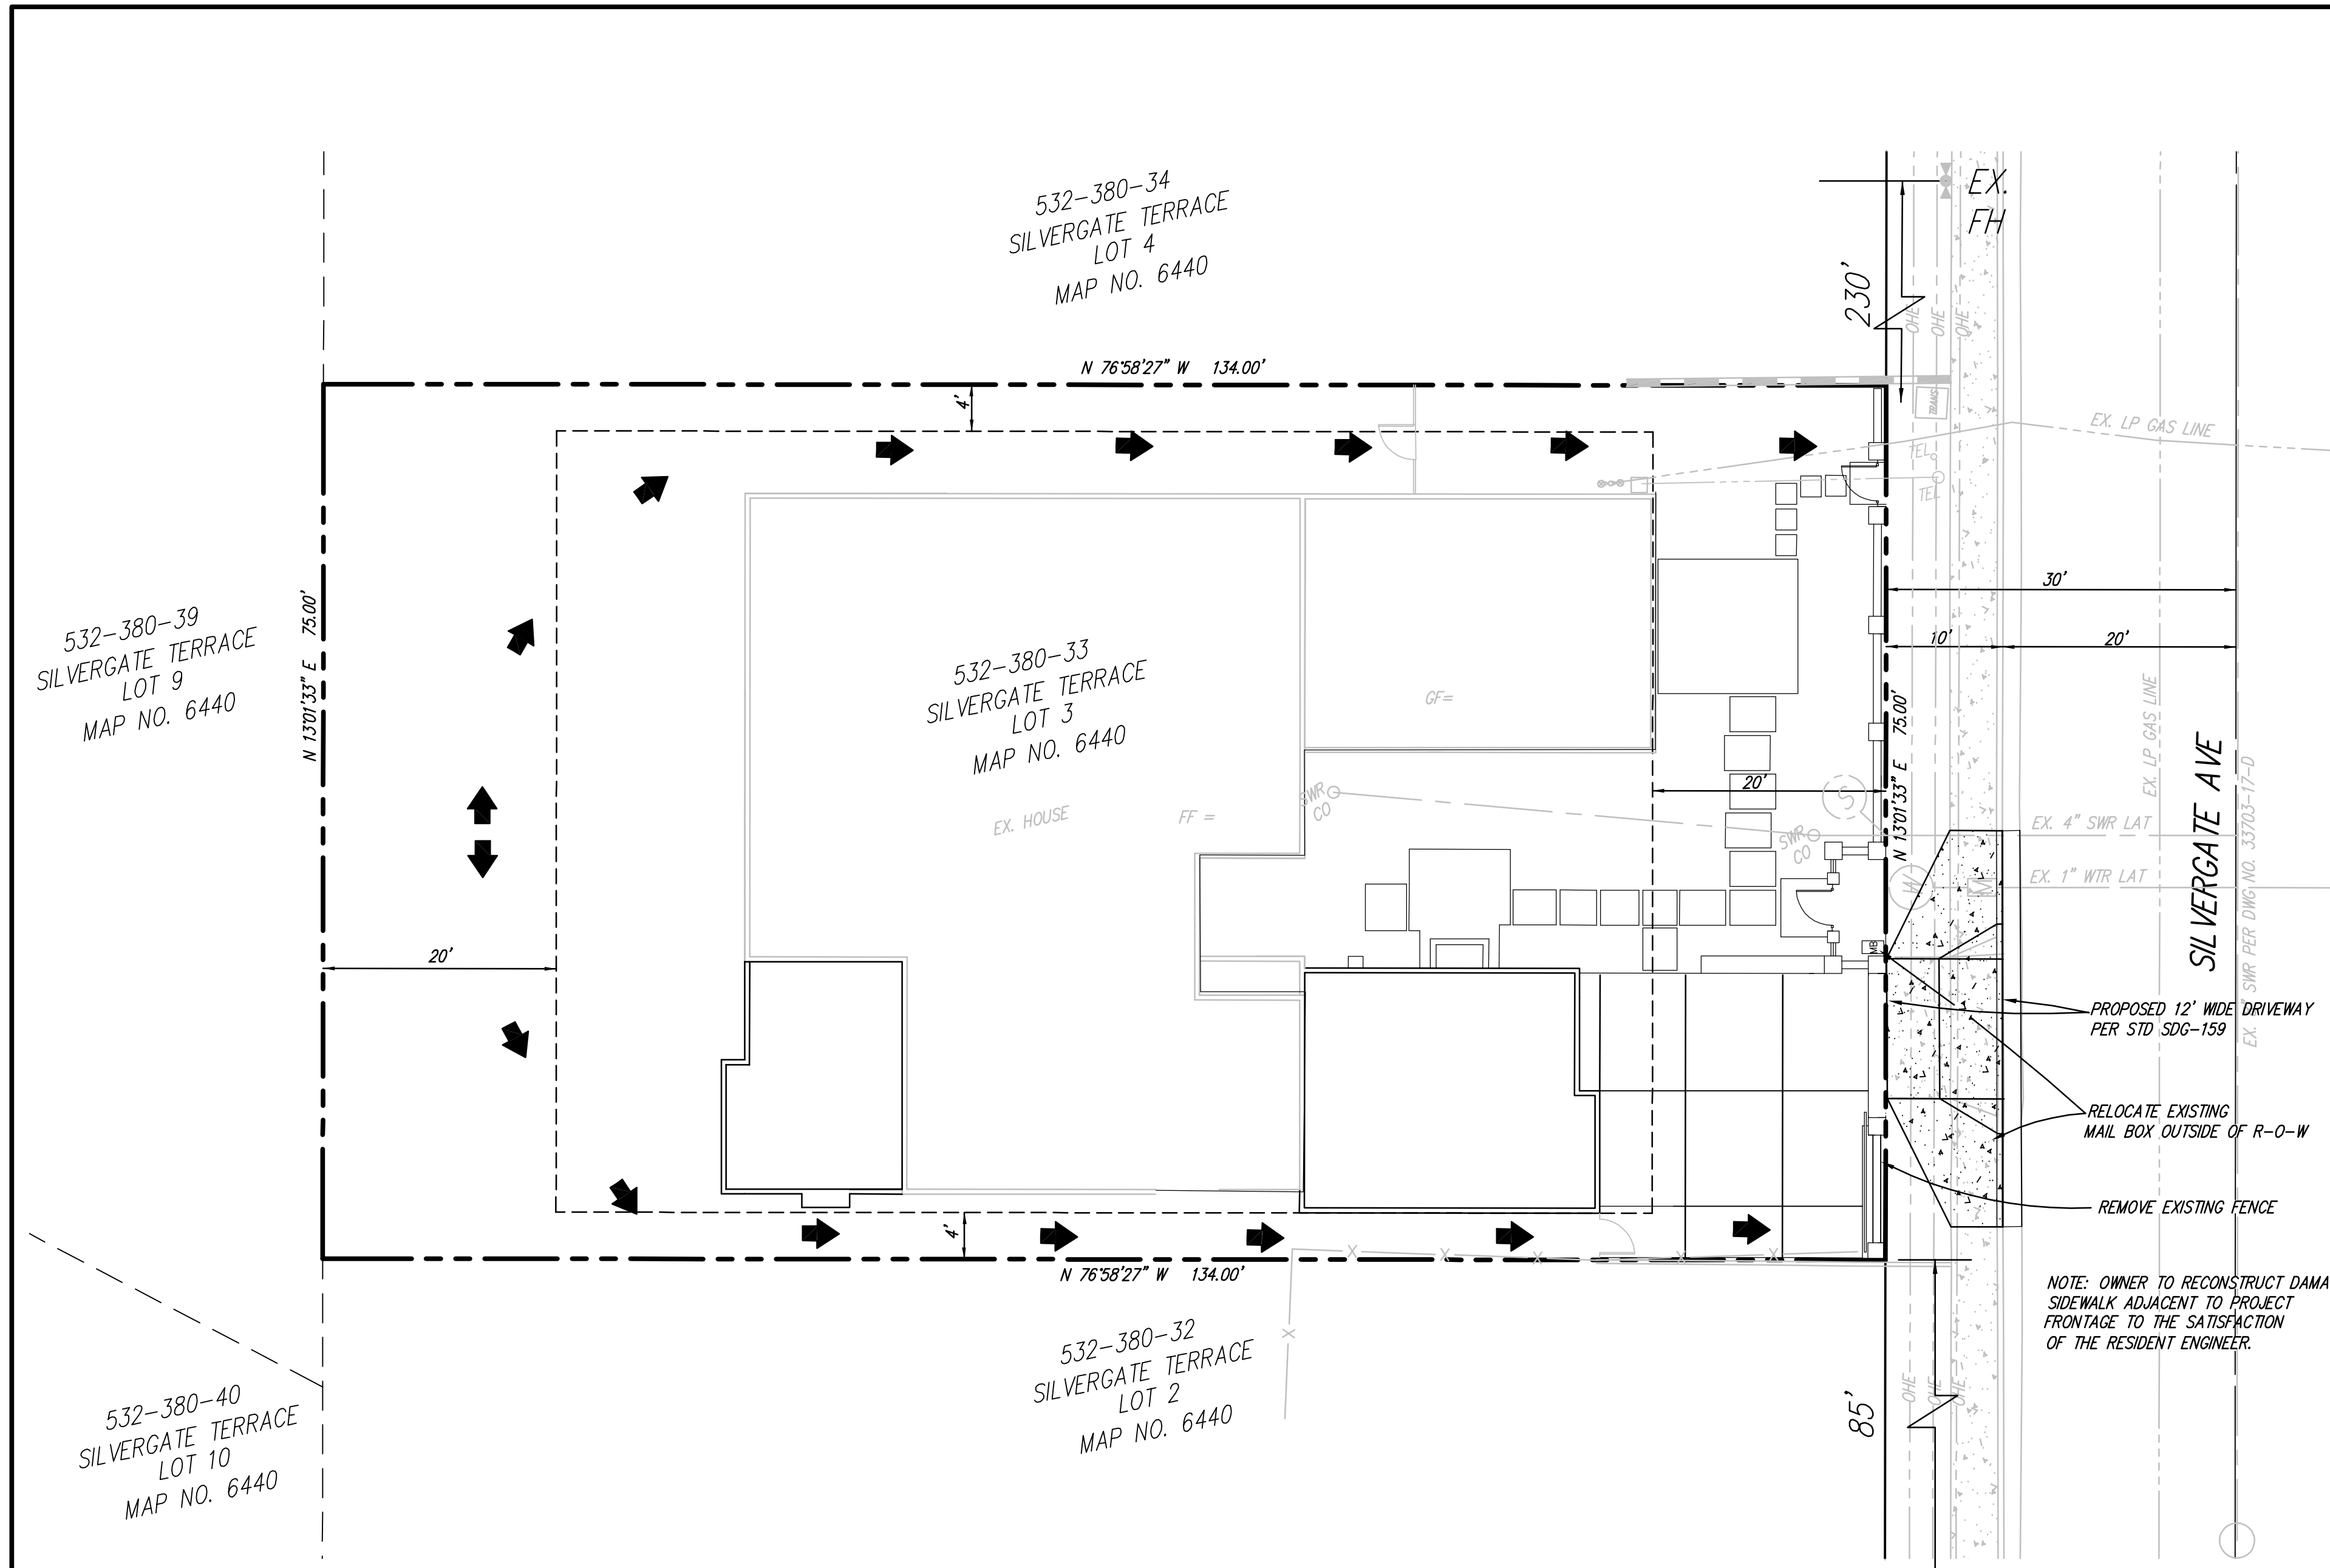 532-380-34
SILVERGATE TERRACE
LOT 4
MAP NO. 6440
EX.
FH
230'
OHE
OHE
OHE
N 76°58'27" W 134.00'
4'
TRANS
EX. LP GAS LINE
TEL
TEL
532-380-39
SILVERGATE TERRACE
LOT 9
MAP NO. 6440
N 13°01'33" E 75.00'
532-380-33
SILVERGATE TERRACE
LOT 3
MAP NO. 6440
GF=
EX. HOUSE
FF =
SWR
CO
20'
S
SWR
CO
N 13°01'33" E 75.00'
30'
10'
20'
EX. LP GAS LINE
SILVERGATE AVE
EX. 4" SWR LAT
W
M
EX. 1" WTR LAT
MB
20'
PROPOSED 12' WIDE DRIVEWAY
PER STD SDG-159
SWR PER DWG NO. 33703-17-D
RELOCATE EXISTING
MAIL BOX OUTSIDE OF R-O-W
REMOVE EXISTING FENCE
4'
X X X X X
N 76°58'27" W 134.00'
NOTE: OWNER TO RECONSTRUCT DAMA
SIDEWALK ADJACENT TO PROJECT
FRONTAGE TO THE SATISFACTION
OF THE RESIDENT ENGINEER.
X
532-380-32
SILVERGATE TERRACE
LOT 2
MAP NO. 6440
85'
OHE
OHE
OHE
532-380-40
SILVERGATE TERRACE
LOT 10
MAP NO. 6440